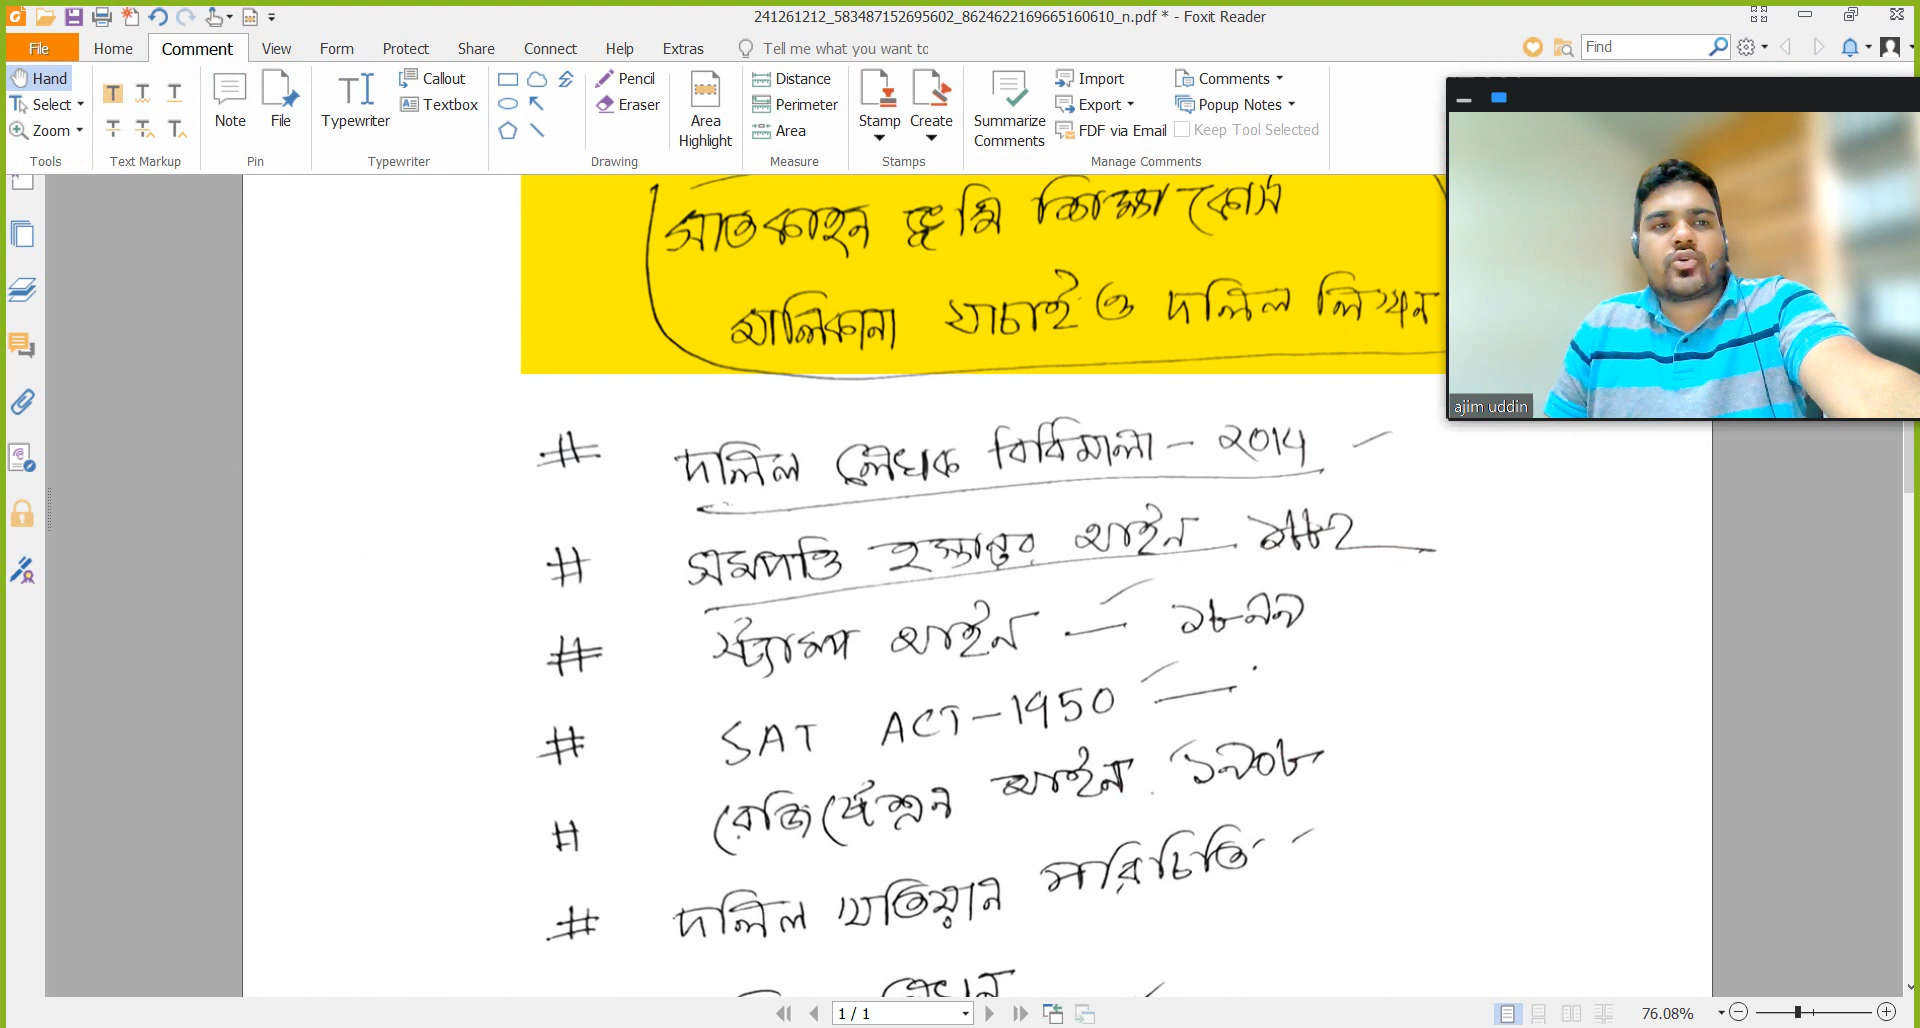 241261212_583487152695602_8624622169665160610_n.pdf * - Foxit Reader
File Home Comment View Form Protect Share Connect Help Extras Tell me what you want to Find
Hand
Select
Zoom
Tools
Text Markup
Note File
Pin
Typewriter
Callout
Textbox
Typewriter
Pencil
Eraser
Drawing
Area Highlight
Distance
Perimeter
Area
Measure
Stamp Create
Stamps
Summarize Comments
Import
Export
FDF via Email
Comments
Popup Notes
Keep Tool Selected
Manage Comments
ajim uddin
সাতকাহন ভূমি শিক্ষা কোর্স
মালিকানা যাচাই ও দলিল লিখন
# দলিল লেখক বিধিমালা - ২০১৪
# সম্পত্তি হস্তান্তর আইন ১৮৮২
# স্ট্যাম্প আইন - ১৮৯৯
# SAT ACT-1950
# রেজিস্ট্রেশন আইন ১৯০৮
# দলিল খতিয়ান পরিচিতি
1 / 1
76.08%